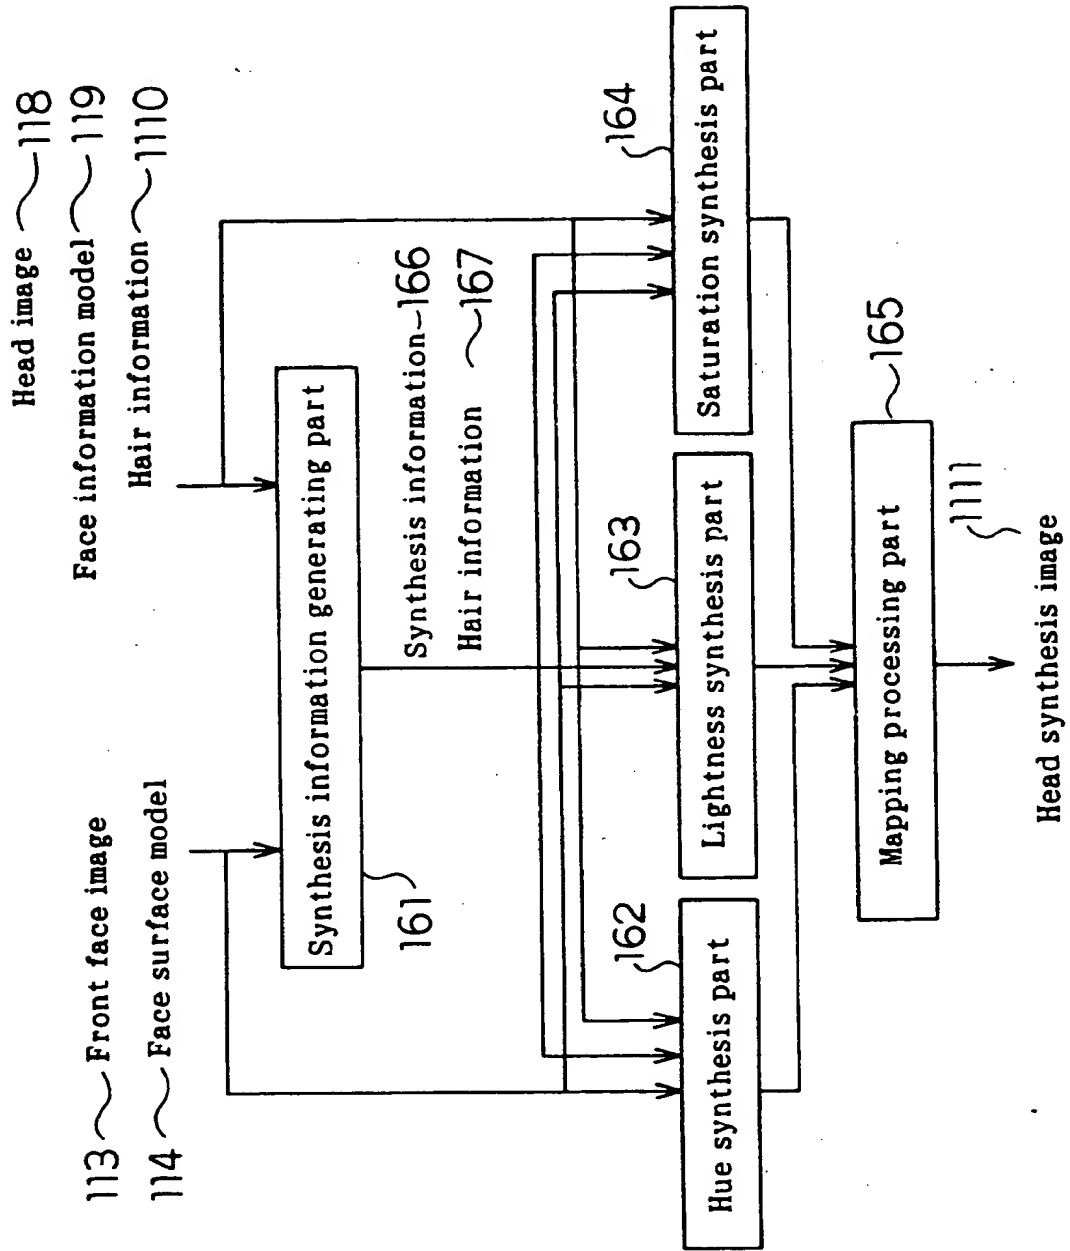 113 Front face image
114 Face surface model
Head image 118
Face information model 119
Hair information 1110
Synthesis information generating part
161
Synthesis information 166
Hair information 167
162
163
164
Hue synthesis part
Lightness synthesis part
Saturation synthesis part
Mapping processing part
165
1111
Head synthesis image